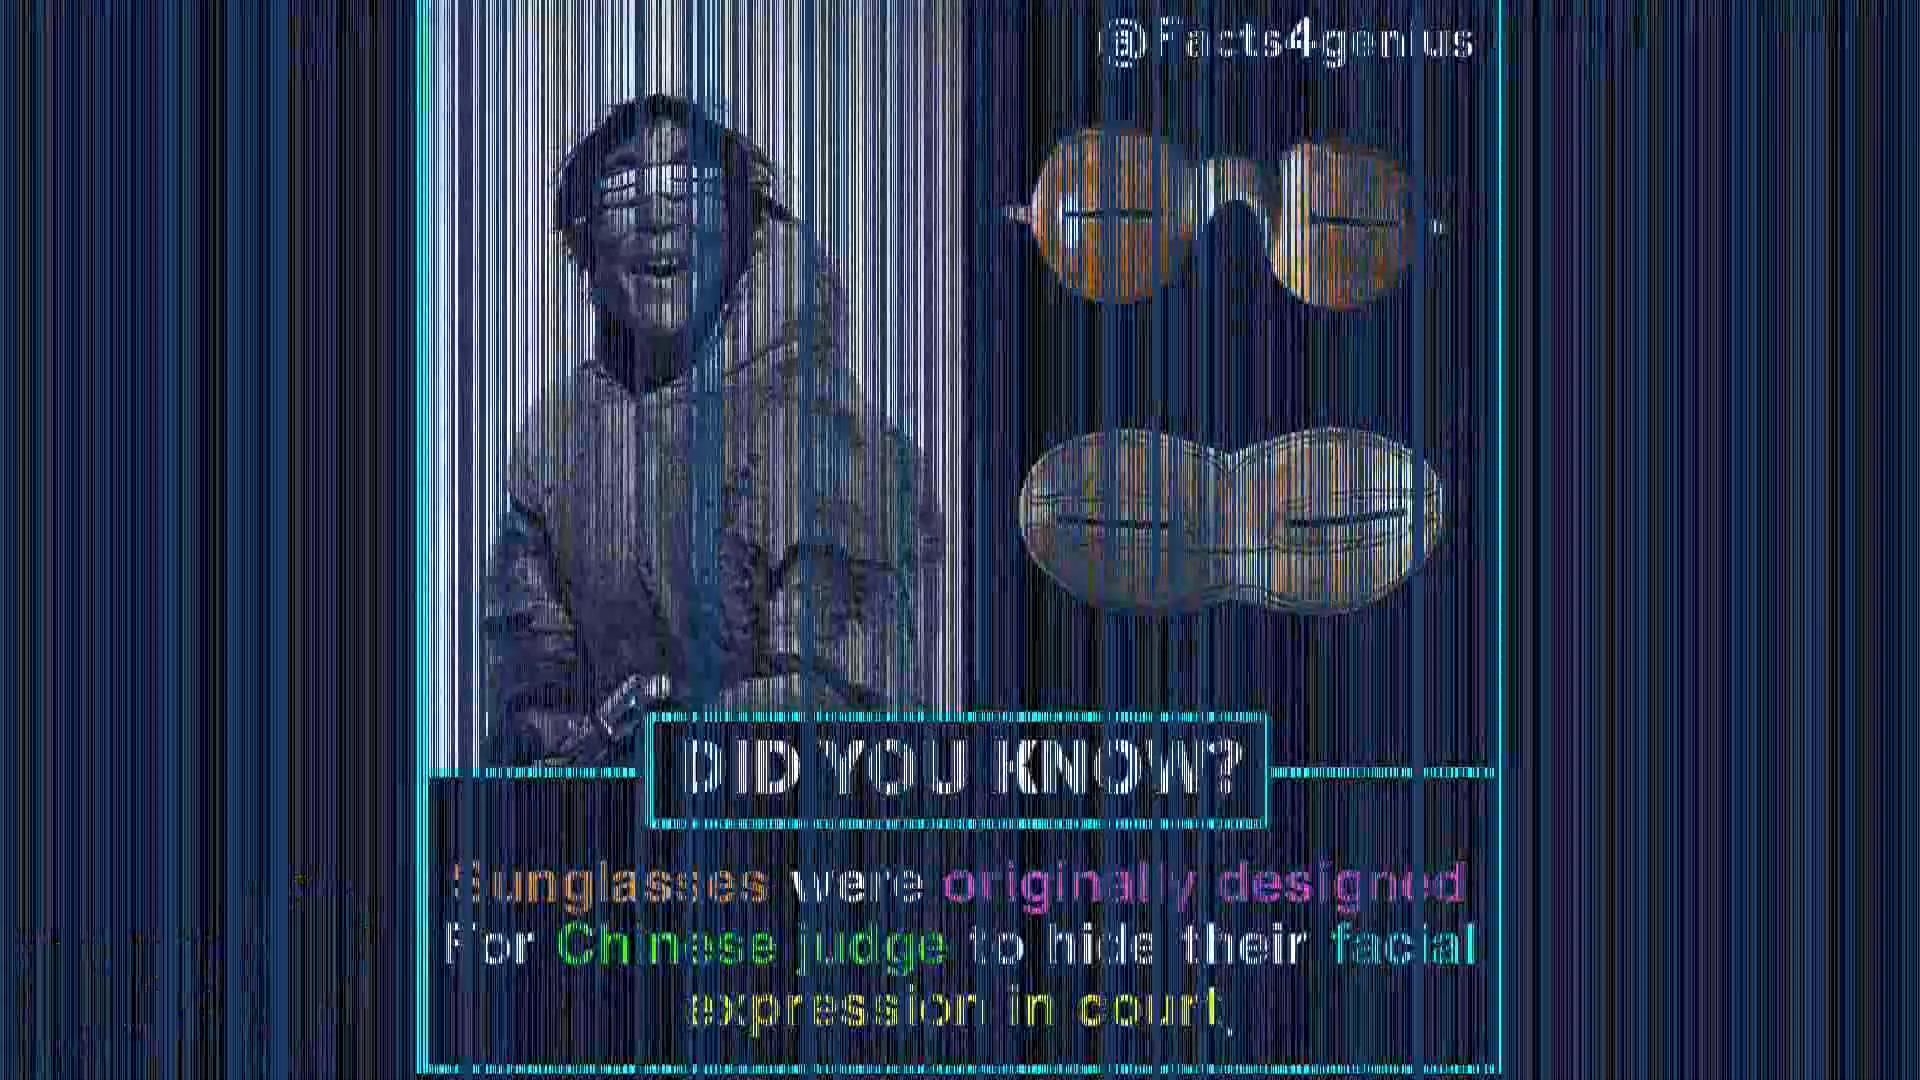 @Facts4genius
DID YOU KNOW?
Sunglasses were originally designed
For Chinese judge to hide their facial
expression in court.